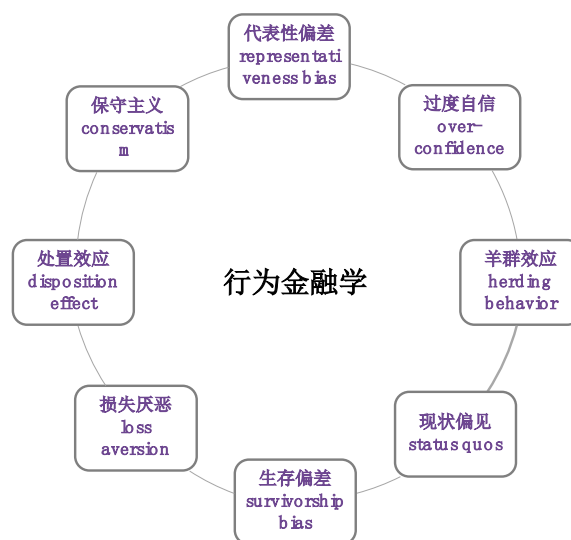 代表性偏差
representati
veness bias
过度自信
over-
confidence
羊群效应
herding
behavior
现状偏见
status quos
生存偏差
survivorship
bias
损失厌恶
loss
aversion
处置效应
disposition
effect
保守主义
conservatis
m
行为金融学